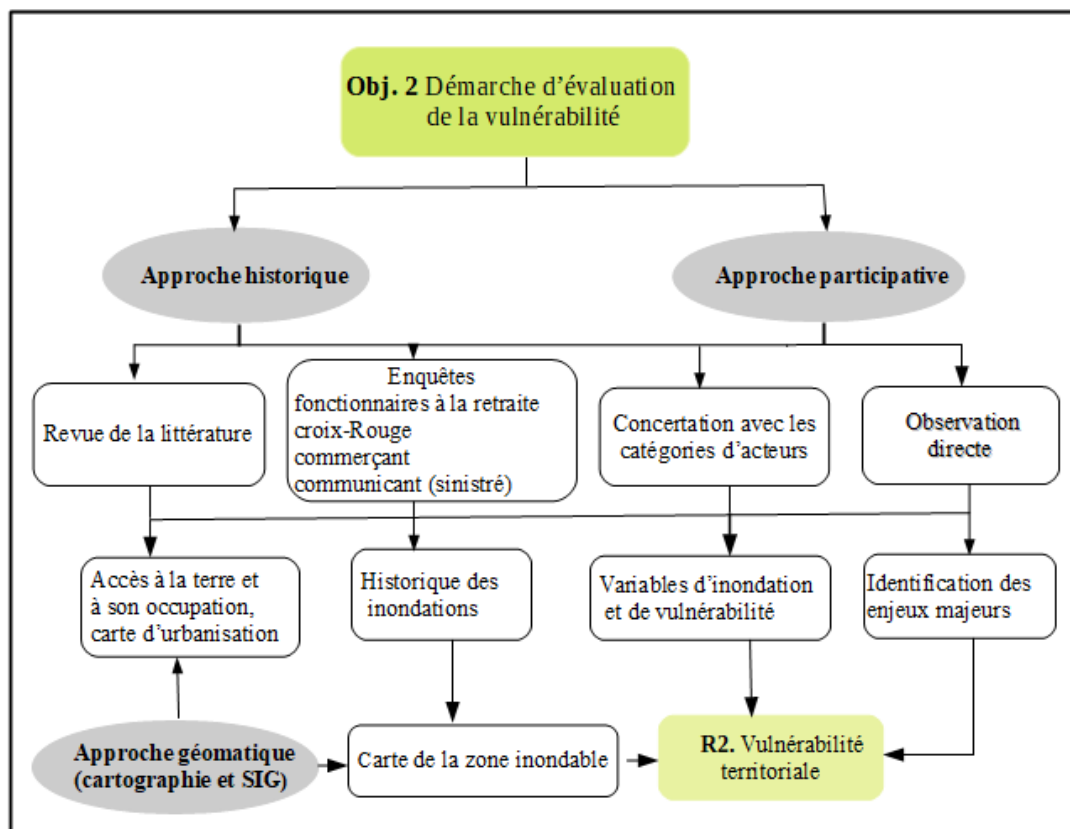 Obj. 2 Démarche d’évaluation
de la vulnérabilité
Approche historique
Approche participative
Revue de la littérature
Enquêtes
fonctionnaires à la retraite
croix-Rouge
commerçant
communicant (sinistré)
Concertation avec les
catégories d’acteurs
Observation
directe
Accès à la terre et
à son occupation,
carte d’urbanisation
Historique des
inondations
Variables d’inondation
et de vulnérabilité
Identification des
enjeux majeurs
Approche géomatique
(cartographie et SIG)
Carte de la zone inondable
R2. Vulnérabilité
territoriale